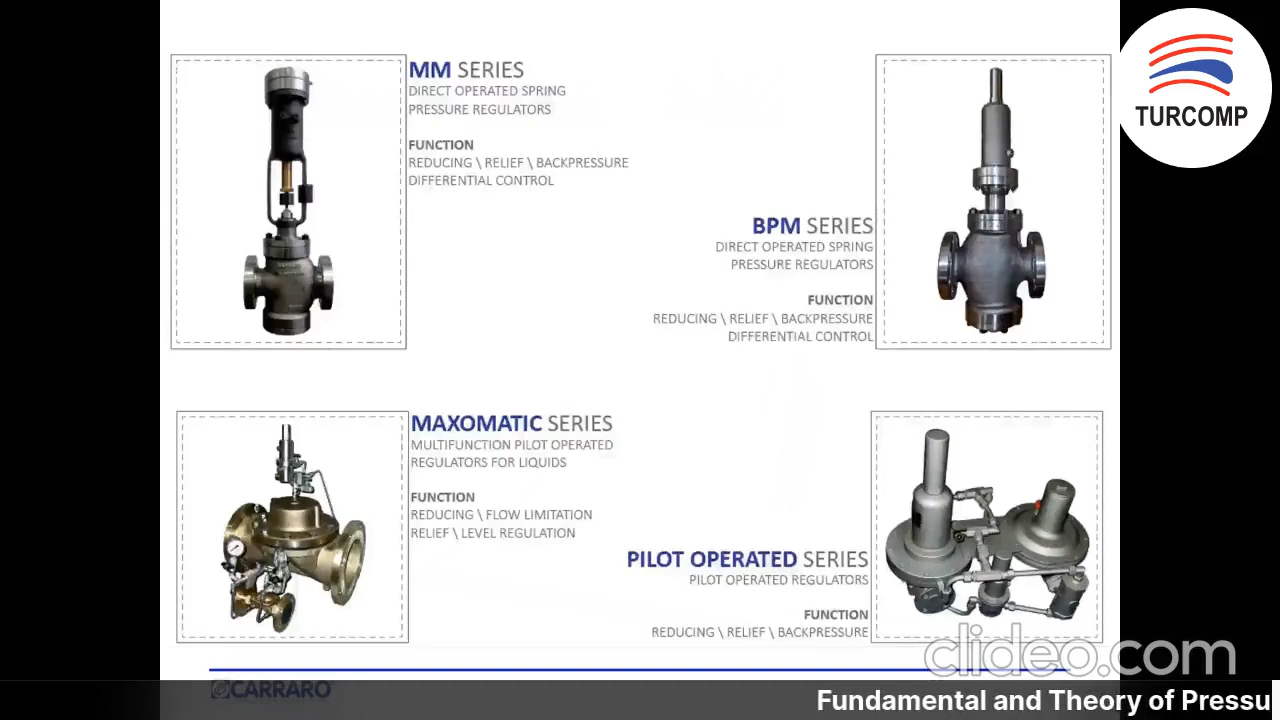 MM SERIES
DIRECT OPERATED SPRING
PRESSURE REGULATORS
FUNCTION
REDUCING \ RELIEF \ BACKPRESSURE
DIFFERENTIAL CONTROL
TURCOMP
BPM SERIES
DIRECT OPERATED SPRING
PRESSURE REGULATORS
FUNCTION
REDUCING \ RELIEF \ BACKPRESSURE
DIFFERENTIAL CONTROL
MAXOMATIC SERIES
MULTIFUNCTION PILOT OPERATED
REGULATORS FOR LIQUIDS
FUNCTION
REDUCING \ FLOW LIMITATION
RELIEF \ LEVEL REGULATION
PILOT OPERATED SERIES
PILOT OPERATED REGULATORS
FUNCTION
REDUCING \ RELIEF \ BACKPRESSURE
clideo.com
CARRARO
Fundamental and Theory of Pressu